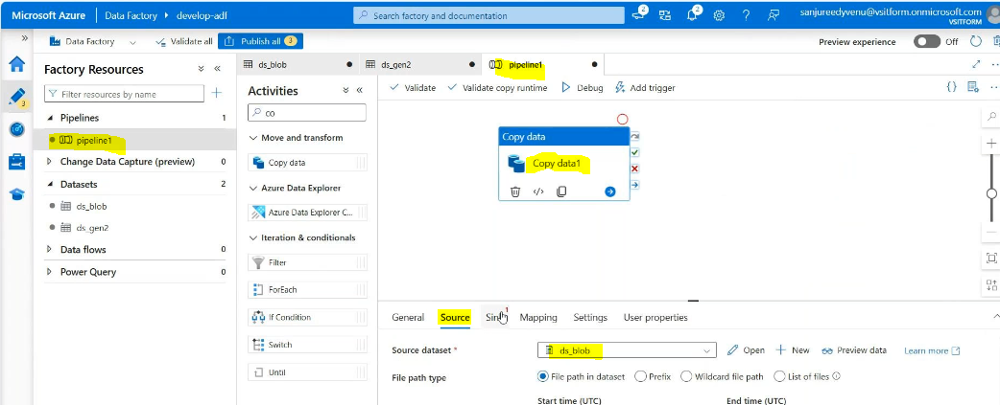 Microsoft Azure
Data Factory
develop-adf
Search factory and documentation
2
2
sanjureedyvenu@vsitform.onmicrosoft.com
VSITFORM
Data Factory
Validate all
Publish all 3
Preview experience
Off
3
Factory Resources
Filter resources by name
Pipelines 1
pipeline1
Change Data Capture (preview) 0
Datasets 2
ds_blob
ds_gen2
Data flows 0
Power Query 0
ds_blob
ds_gen2
pipeline1
Activities
co
Move and transform
Copy data
Azure Data Explorer
Azure Data Explorer C...
Iteration & conditionals
Filter
ForEach
If Condition
Switch
Until
Validate
Validate copy runtime
Debug
Add trigger
Copy data
Copy data1
General
Source
1
Mapping
Settings
User properties
Source dataset *
ds_blob
Open
New
Preview data
Learn more
File path type
File path in dataset
Prefix
Wildcard file path
List of files
Start time (UTC)
End time (UTC)